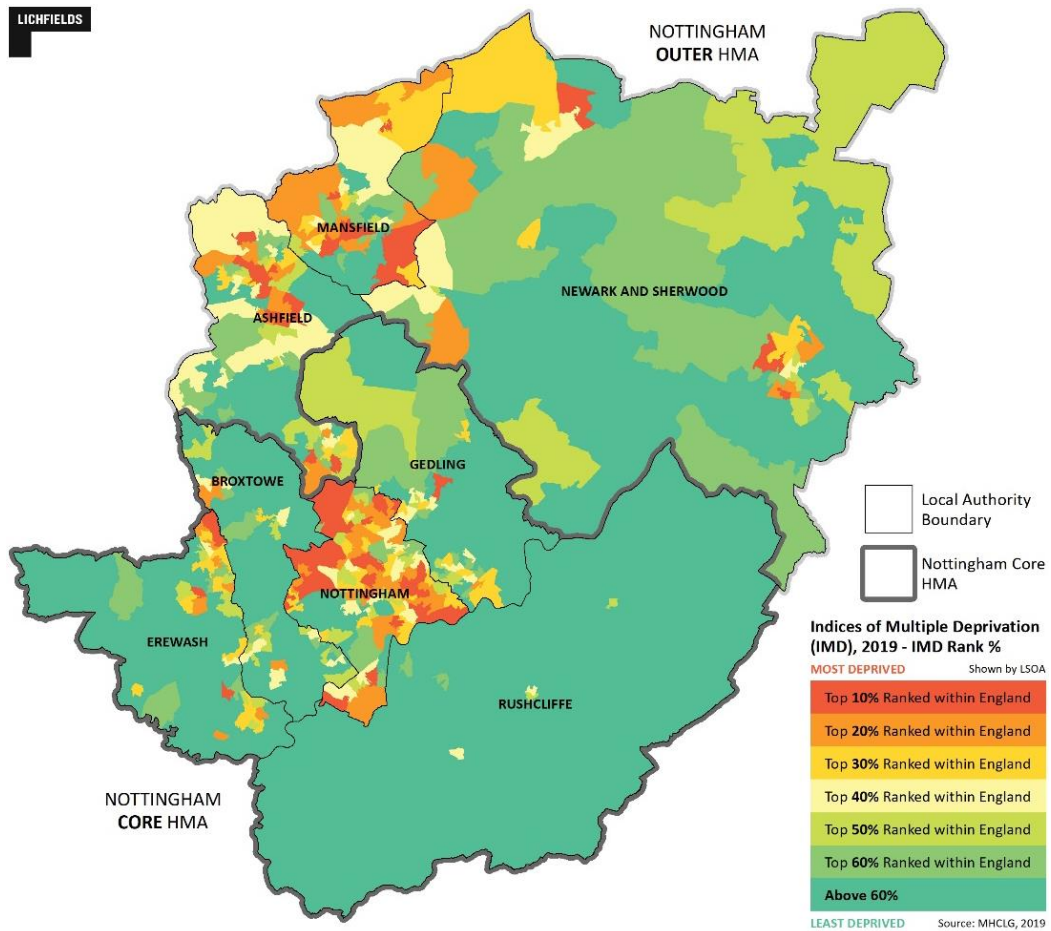 LICHFIELDS
NOTTINGHAM
OUTER HMA
MANSFIELD
NEWARK AND SHERWOOD
ASHFIELD
GEDLING
BROXTOWE
NOTTINGHAM
EREWASH
RUSHCLIFFE
NOTTINGHAM
CORE HMA
Local Authority
Boundary
Nottingham Core
HMA
Indices of Multiple Deprivation
(IMD), 2019 - IMD Rank %
MOST DEPRIVED Shown by LSOA
Top 10% Ranked within England
Top 20% Ranked within England
Top 30% Ranked within England
Top 40% Ranked within England
Top 50% Ranked within England
Top 60% Ranked within England
Above 60%
LEAST DEPRIVED Source: MHCLG, 2019